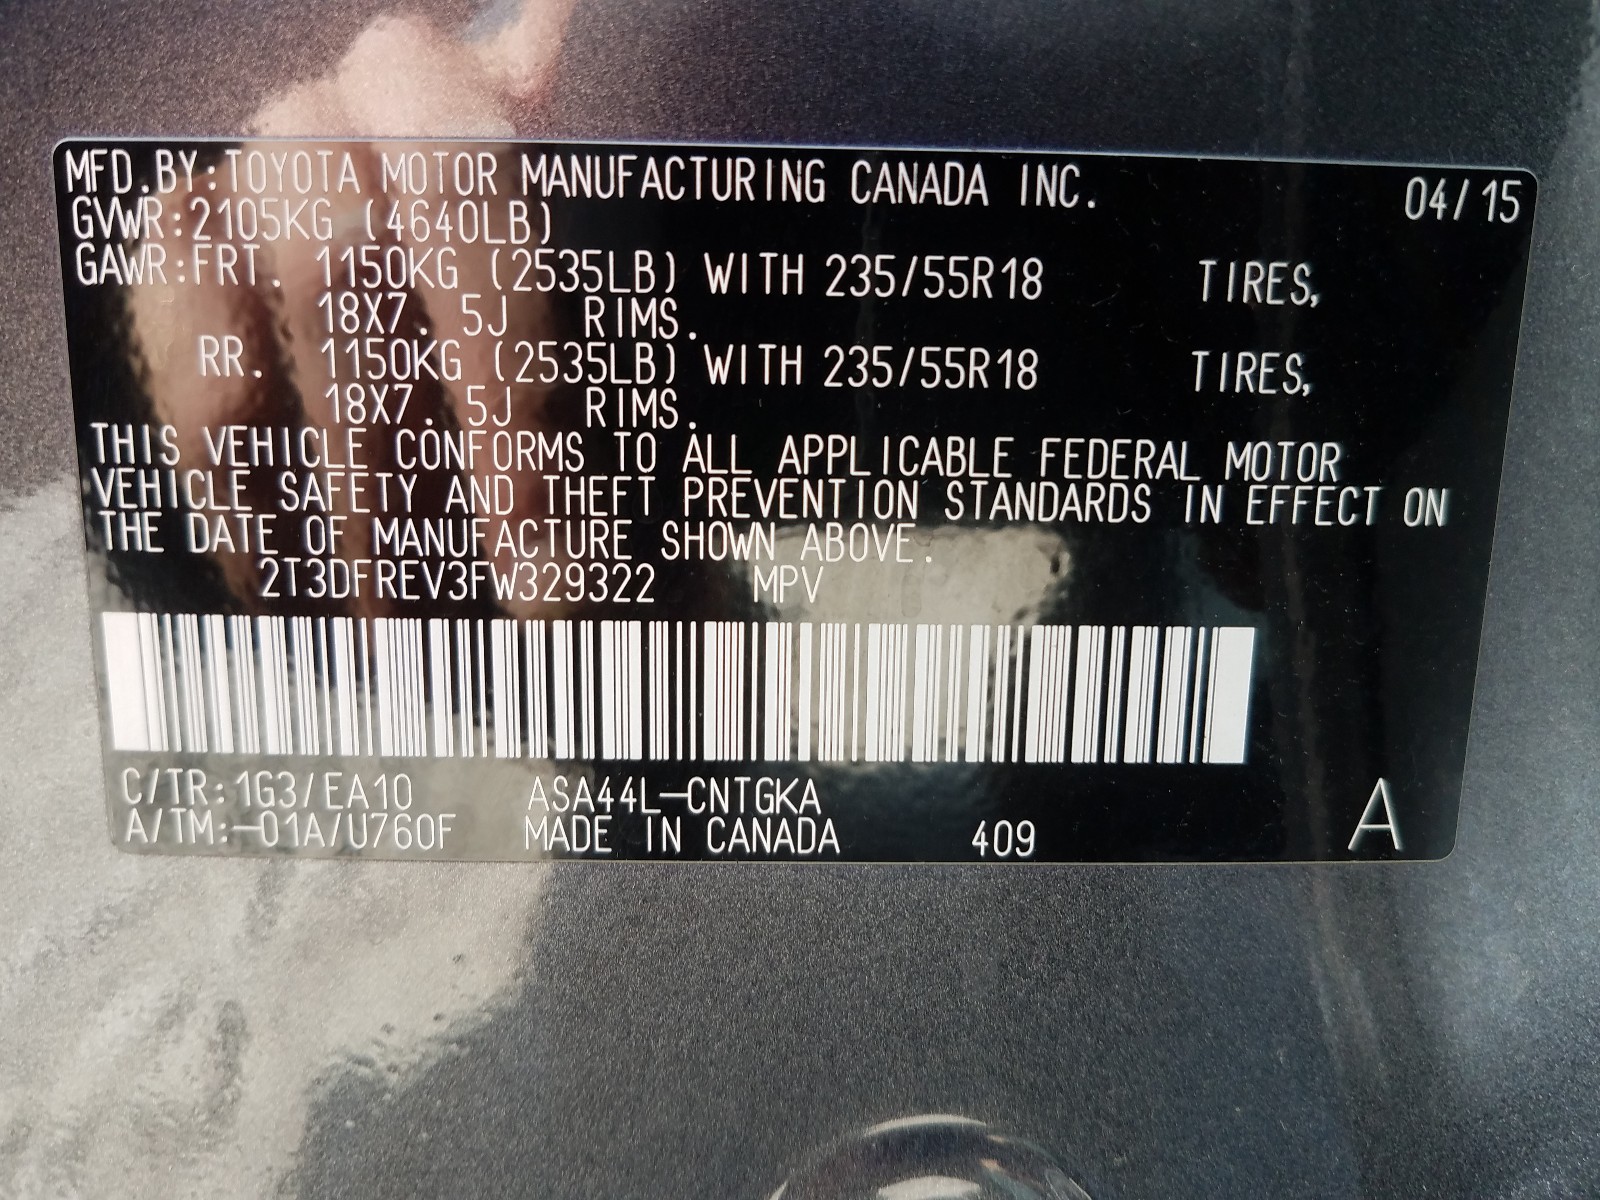 MFD.BY:TOYOTA MOTOR MANUFACTURING CANADA INC. 04/15
GVWR:2105KG (4640LB)
GAWR:FRT. 1150KG (2535LB) WITH 235/55R18 TIRES,
18X7. 5J RIMS.
RR. 1150KG (2535LB) WITH 235/55R18 TIRES,
18X7. 5J RIMS.
THIS VEHICLE CONFORMS TO ALL APPLICABLE FEDERAL MOTOR
VEHICLE SAFETY AND THEFT PREVENTION STANDARDS IN EFFECT ON
THE DATE OF MANUFACTURE SHOWN ABOVE.
2T3DFREV3FW329322 MPV
C/TR:1G3/EA10 ASA44L-CNTGKA A
A/TM:-01A/U760F MADE IN CANADA 409